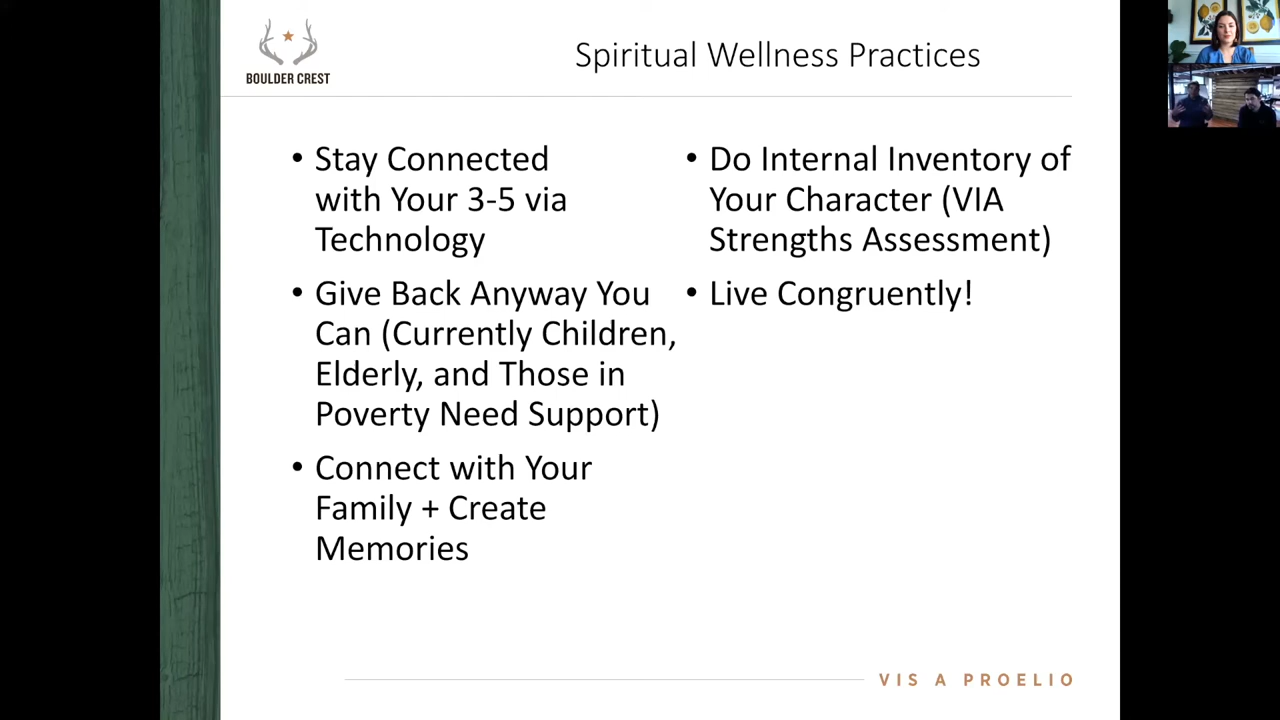 BOULDER CREST
Spiritual Wellness Practices
• Stay Connected
with Your 3-5 via
Technology
• Give Back Anyway You
Can (Currently Children,
Elderly, and Those in
Poverty Need Support)
• Connect with Your
Family + Create
Memories
• Do Internal Inventory of
Your Character (VIA
Strengths Assessment)
• Live Congruently!
VIS A PROELIO